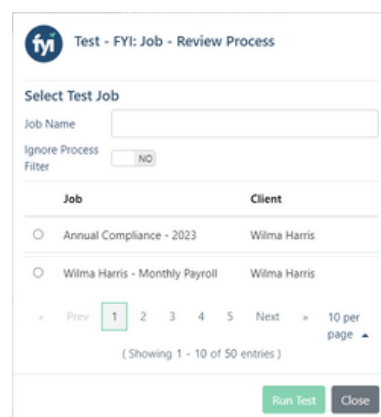 fyi Test - FYI: Job - Review Process
Select Test Job
Job Name
Ignore Process
Filter
NO
Job Client
Annual Compliance - 2023 Wilma Harris
Wilma Harris - Monthly Payroll Wilma Harris
« Prev 1 2 3 4 5 Next » 10 per
page
( Showing 1 - 10 of 50 entries )
Run Test Close